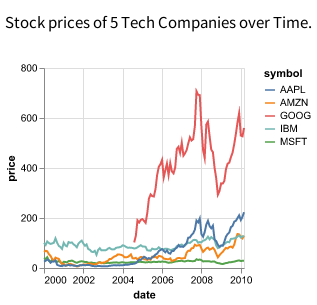 Stock prices of 5 Tech Companies over Time.
800
600
400
200
0
price
2000 2002 2004 2006 2008 2010
date
symbol
AAPL
AMZN
GOOG
IBM
MSFT